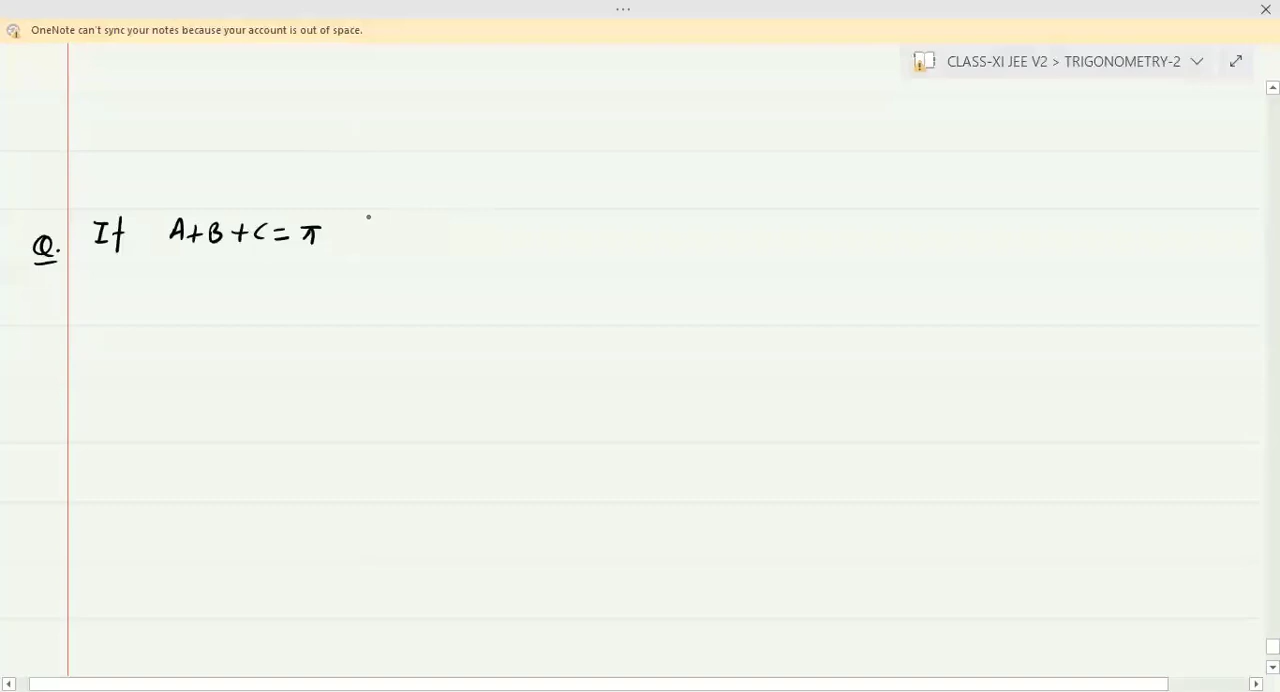 ...
OneNote can't sync your notes because your account is out of space.
CLASS-XI JEE V2 > TRIGONOMETRY-2
Q. If A+B+C=π